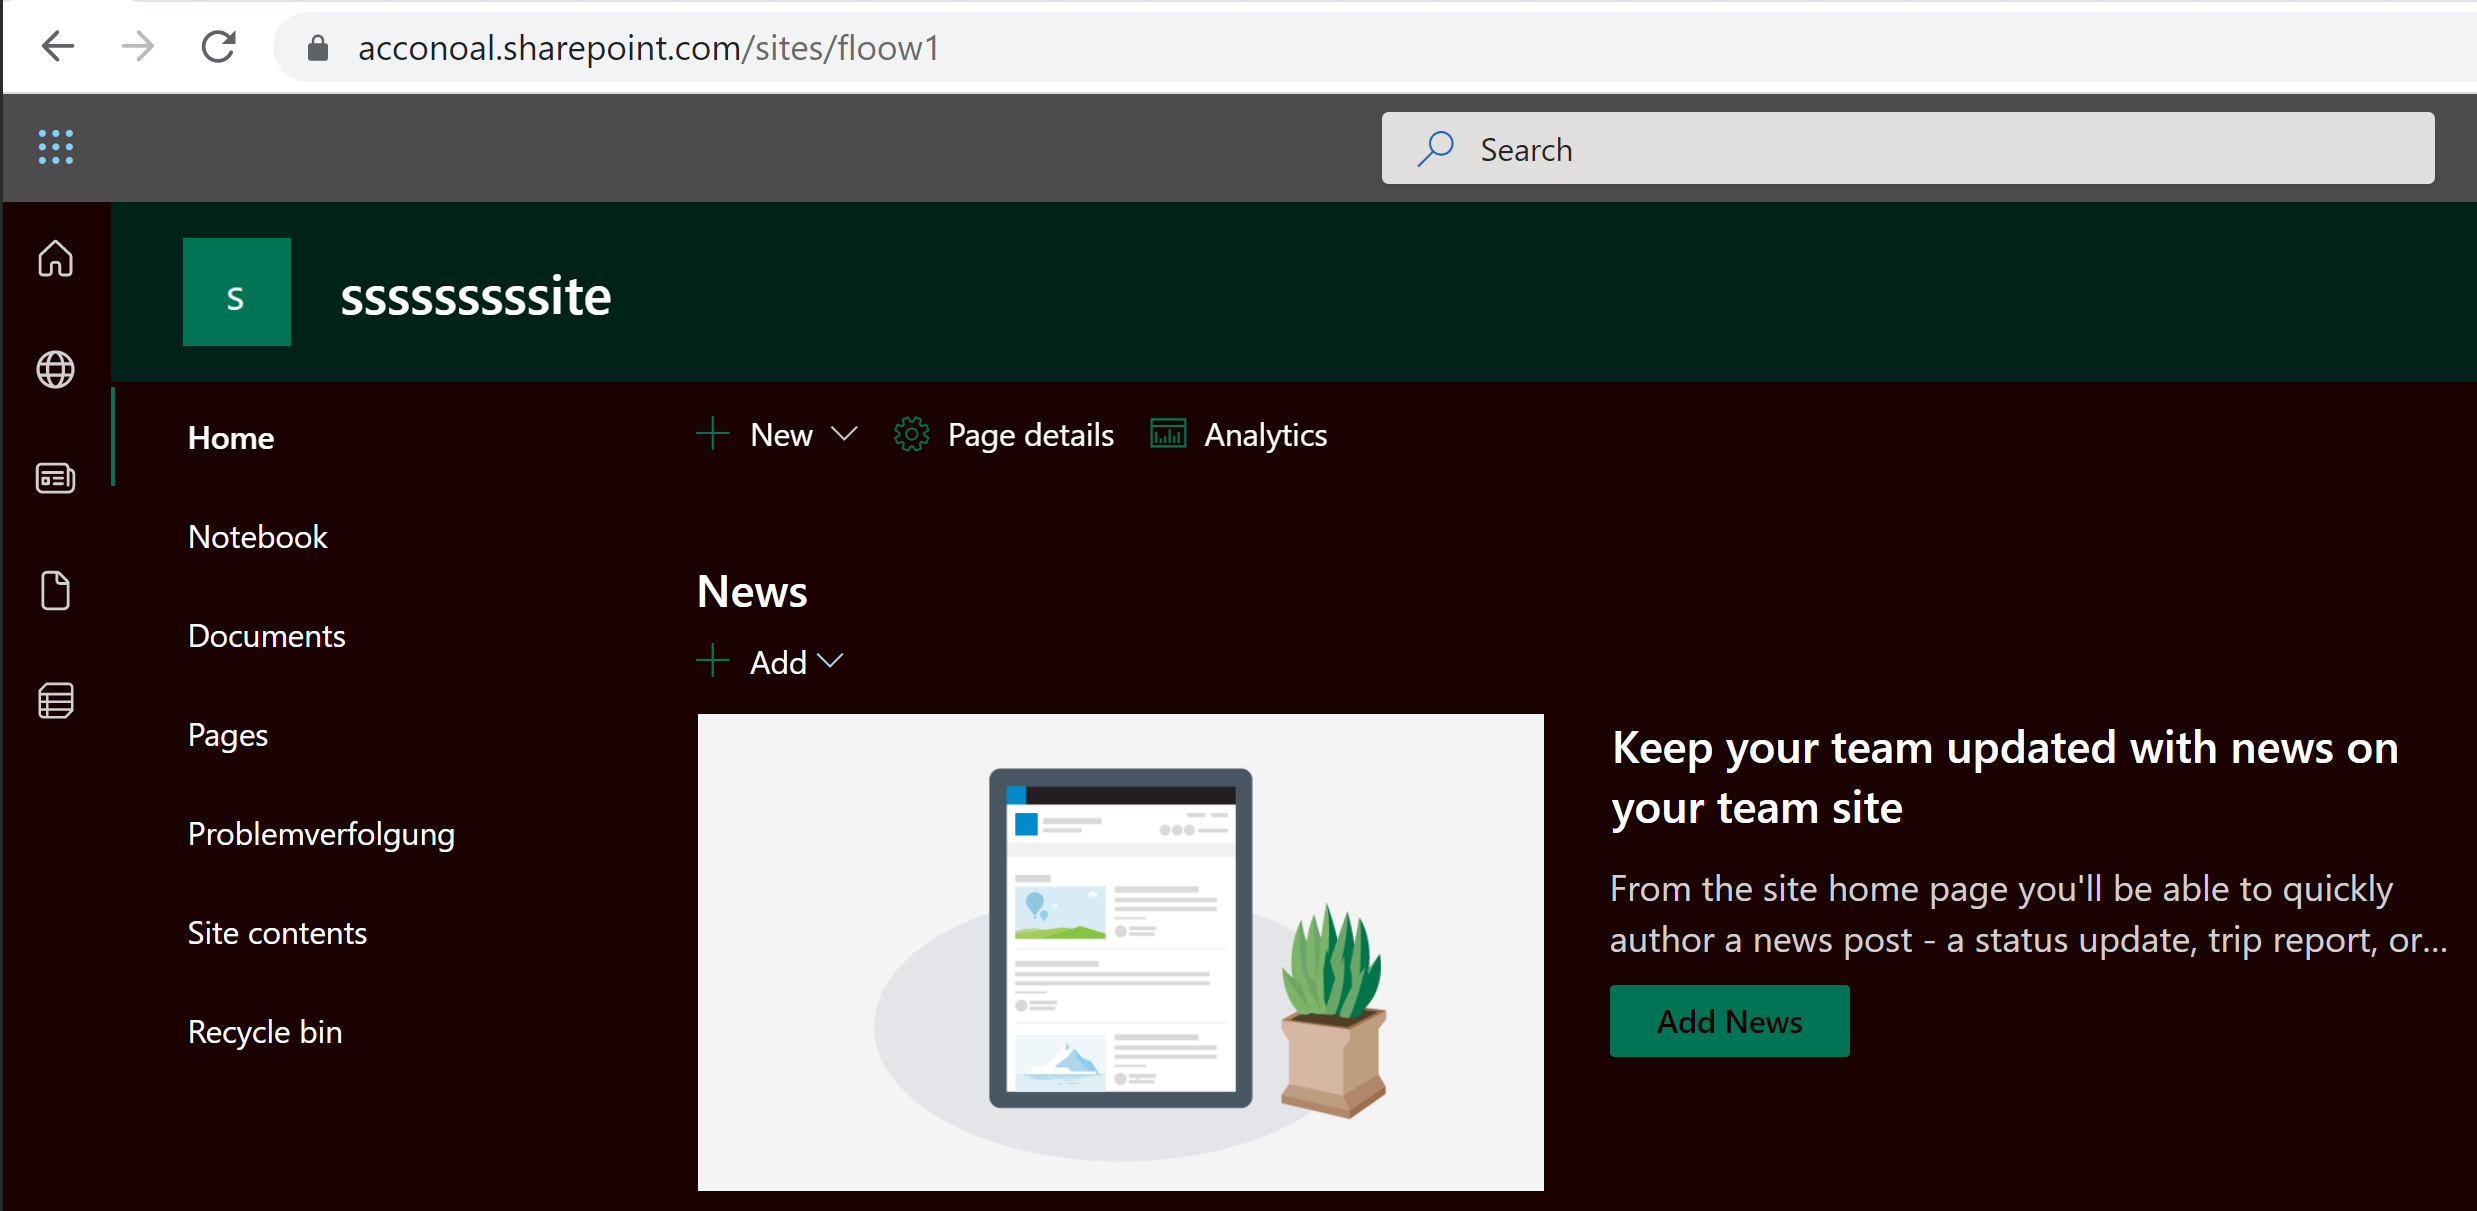 acconoal.sharepoint.com/sites/floow1
Search
s
sssssssssite
Home
New
Page details
Analytics
Notebook
Documents
Pages
Problemverfolgung
Site contents
Recycle bin
News
Add
Keep your team updated with news on
your team site
From the site home page you'll be able to quickly
author a news post - a status update, trip report, or...
Add News